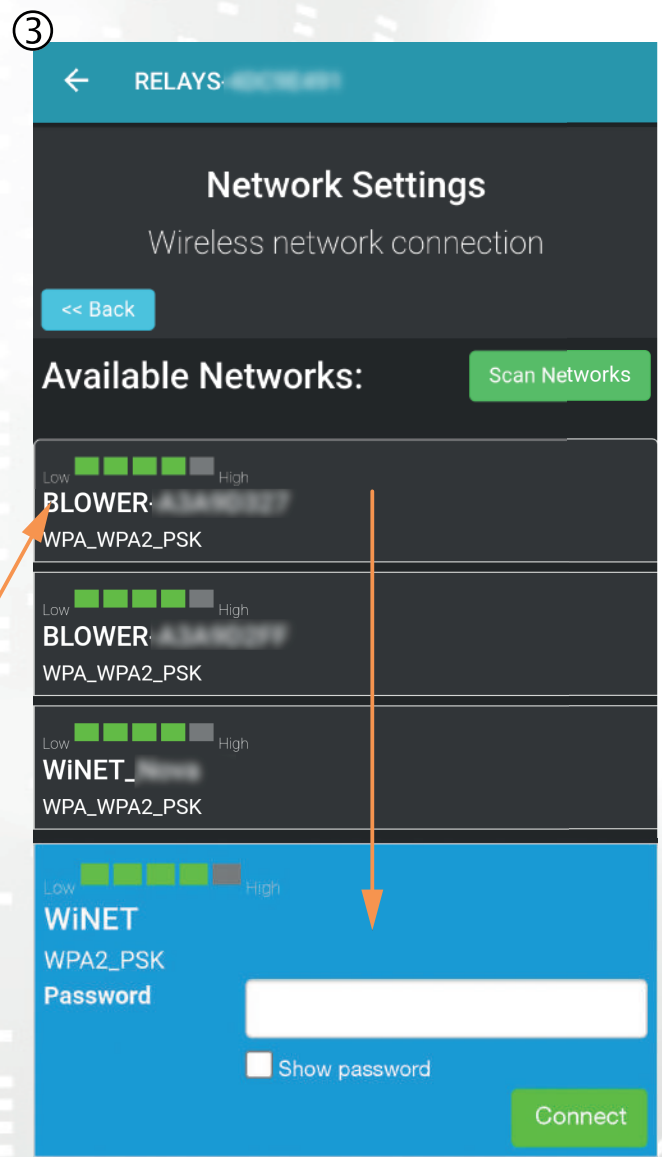 ③
← RELAYS-
Network Settings
Wireless network connection
<< Back
Available Networks:
Scan Networks
Low High
BLOWER-
WPA_WPA2_PSK
Low High
BLOWER-
WPA_WPA2_PSK
Low High
WiNET_
WPA_WPA2_PSK
Low High
WiNET
WPA2_PSK
Password
Show password
Connect